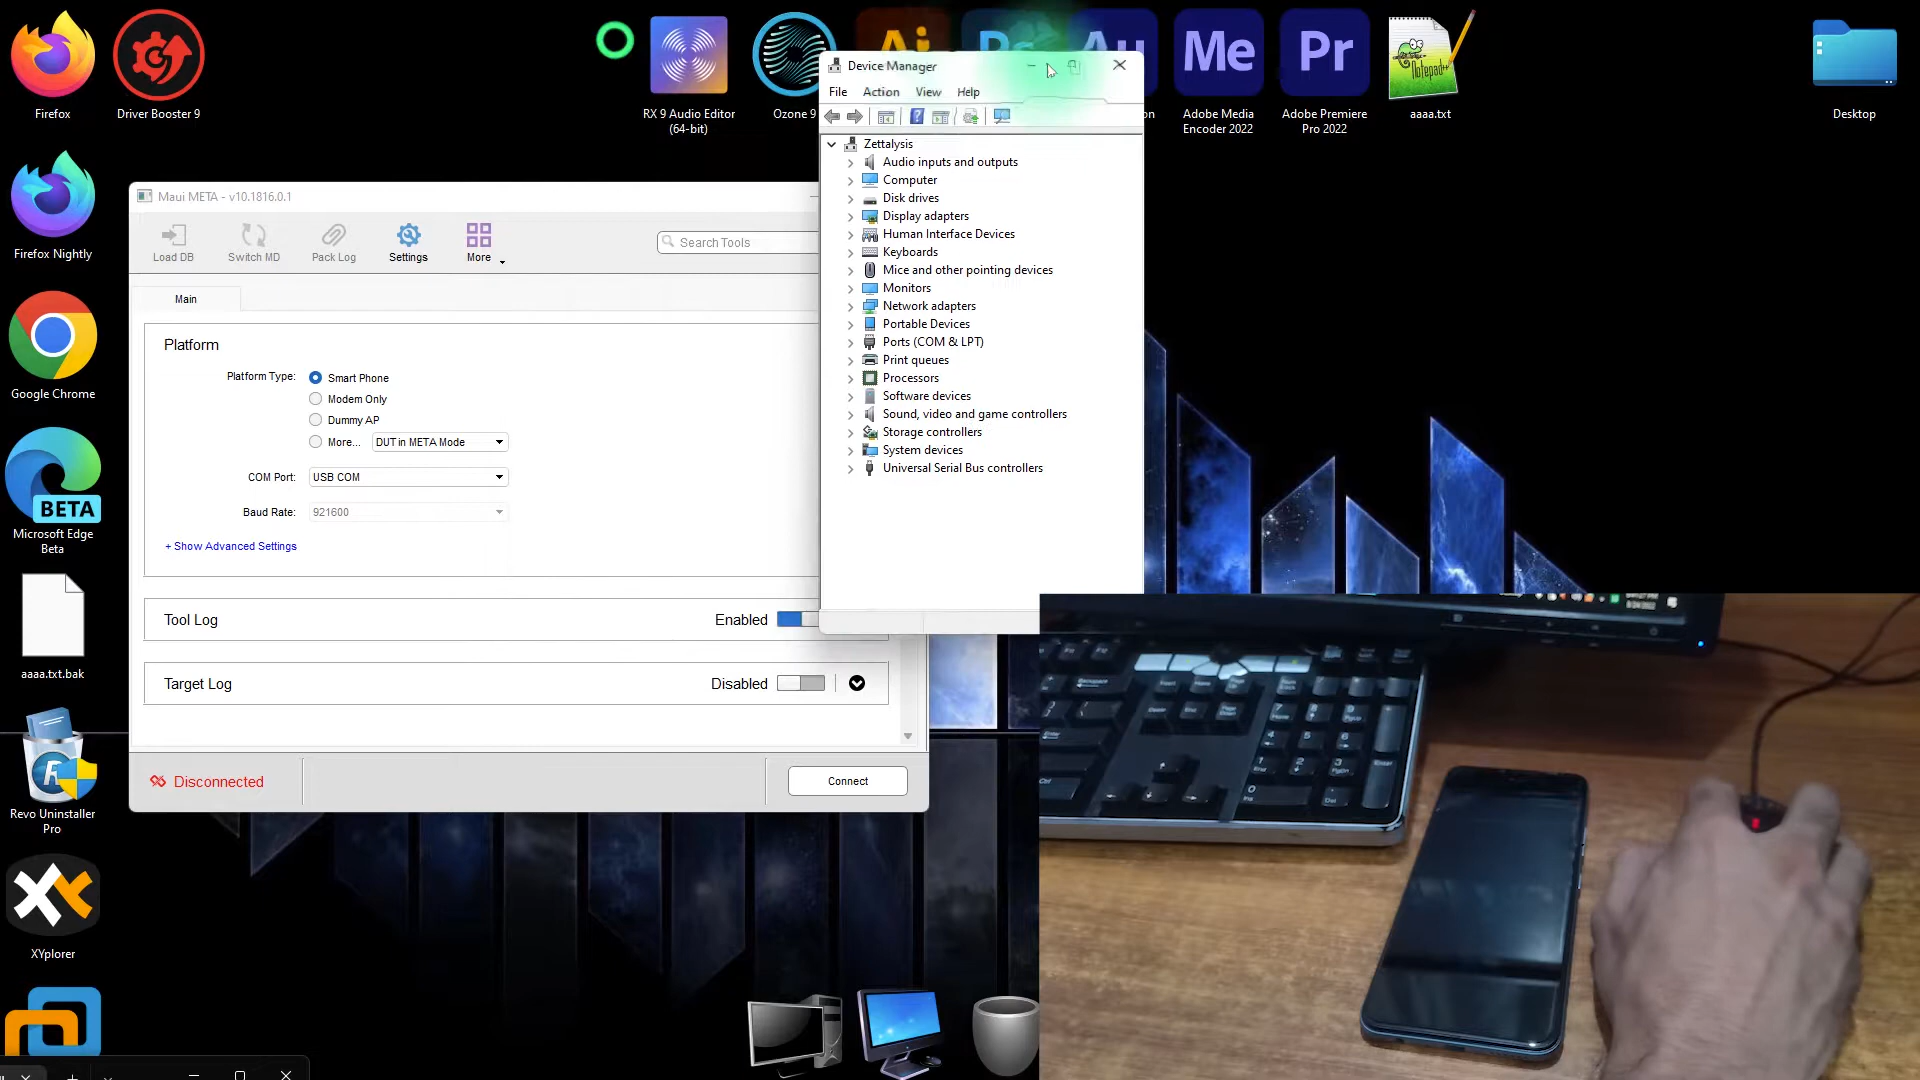 Firefox
Driver Booster 9
RX 9 Audio Editor
(64-bit)
Ozone 9
Adobe Media
Encoder 2022
Adobe Premiere
Pro 2022
aaaa.txt
Desktop
Ai
Au
Me
Pr
Notepad++
Firefox Nightly
Google Chrome
BETA
Microsoft Edge
Beta
aaaa.txt.bak
Revo Uninstaller
Pro
XYplorer
Maui META - v10.1816.0.1
Load DB
Switch MD
Pack Log
Settings
More
Search Tools
Main
Platform
Platform Type:
Smart Phone
Modem Only
Dummy AP
More...
DUT in META Mode
COM Port:
USB COM
Baud Rate:
921600
+ Show Advanced Settings
Tool Log
Enabled
Target Log
Disabled
Disconnected
Connect
Device Manager
File
Action
View
Help
Zettalysis
Audio inputs and outputs
Computer
Disk drives
Display adapters
Human Interface Devices
Keyboards
Mice and other pointing devices
Monitors
Network adapters
Portable Devices
Ports (COM & LPT)
Print queues
Processors
Software devices
Sound, video and game controllers
Storage controllers
System devices
Universal Serial Bus controllers